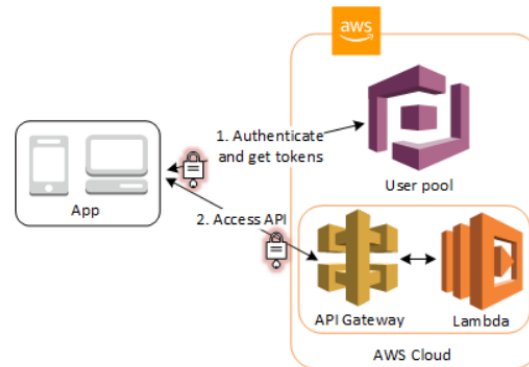 aws
1. Authenticate
and get tokens
User pool
App
2. Access API
API Gateway
Lambda
AWS Cloud